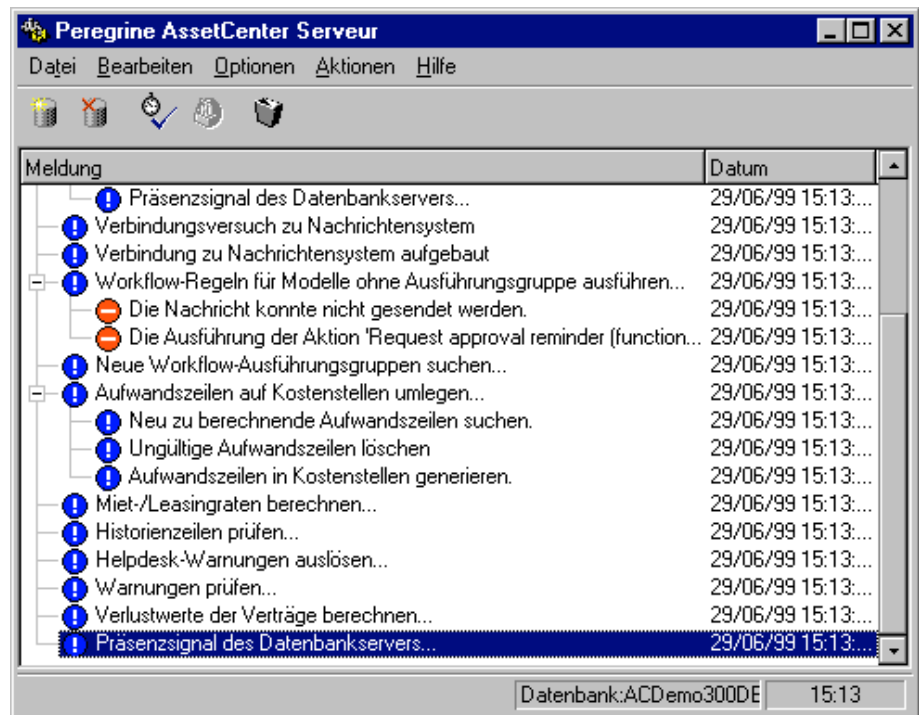 Peregrine AssetCenter Serveur
Datei Bearbeiten Optionen Aktionen Hilfe
Meldung Datum
Präsenzsignal des Datenbankservers... 29/06/99 15:13:...
Verbindungsversuch zu Nachrichtensystem 29/06/99 15:13:...
Verbindung zu Nachrichtensystem aufgebaut 29/06/99 15:13:...
Workflow-Regeln für Modelle ohne Ausführungsgruppe ausführen... 29/06/99 15:13:...
Die Nachricht konnte nicht gesendet werden. 29/06/99 15:13:...
Die Ausführung der Aktion 'Request approval reminder (function... 29/06/99 15:13:...
Neue Workflow-Ausführungsgruppen suchen... 29/06/99 15:13:...
Aufwandszeilen auf Kostenstellen umlegen... 29/06/99 15:13:...
Neu zu berechnende Aufwandszeilen suchen. 29/06/99 15:13:...
Ungültige Aufwandszeilen löschen 29/06/99 15:13:...
Aufwandszeilen in Kostenstellen generieren. 29/06/99 15:13:...
Miet-/Leasingraten berechnen... 29/06/99 15:13:...
Historienzeilen prüfen... 29/06/99 15:13:...
Helpdesk-Warnungen auslösen... 29/06/99 15:13:...
Warnungen prüfen... 29/06/99 15:13:...
Verlustwerte der Verträge berechnen... 29/06/99 15:13:...
Präsenzsignal des Datenbankservers... 29/06/99 15:13:...
Datenbank:ACDemo300DE 15:13